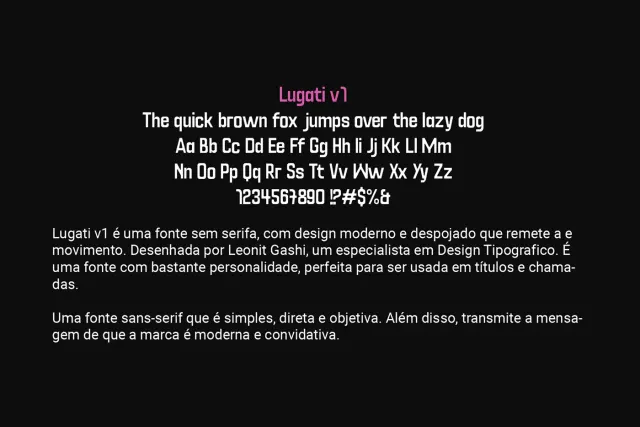 Lugati v1
The quick brown fox jumps over the lazy dog
Aa Bb Cc Dd Ee Ff Gg Hh Ii Jj Kk Ll Mm
Nn Oo Pp Qq Rr Ss Tt Vv Ww Xx Yy Zz
1234567890 !?#$%&
Lugati v1 é uma fonte sem serifa, com design moderno e despojado que remete a e
movimento. Desenhada por Leonit Gashi, um especialista em Design Tipografico. É
uma fonte com bastante personalidade, perfeita para ser usada em títulos e chama-
das.
Uma fonte sans-serif que é simples, direta e objetiva. Além disso, transmite a mensa-
gem de que a marca é moderna e convidativa.